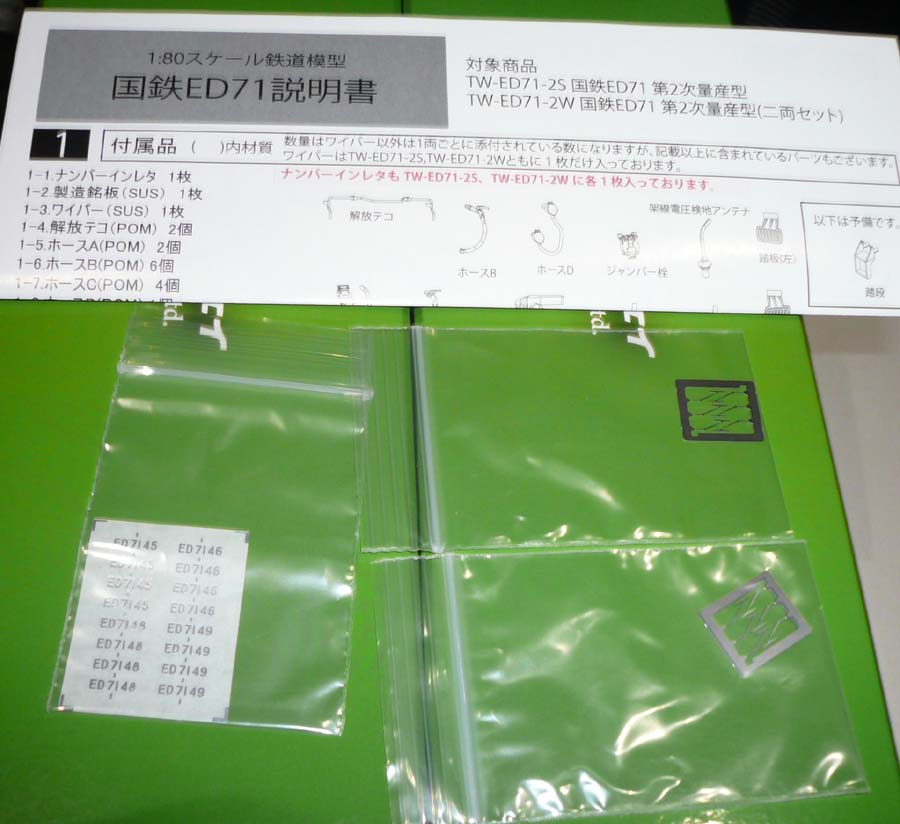 1:80スケール鉄道模型
国鉄ED71説明書
対象商品
TW-ED71-2S 国鉄ED71 第2次量産型
TW-ED71-2W 国鉄ED71 第2次量産型(二両セット)
1 付属品 ( )内材質
数量はワイパー以外は1両ごとに添付されている数になりますが、記載以上に含まれているパーツもございます。
ワイパーはTW-ED71-2S,TW-ED71-2Wともに1枚だけ入っております。
ナンバーインレタも TW-ED71-2S、TW-ED71-2W に各1枚入っております。
1-1.ナンバーインレタ 1枚
1-2.製造銘板(SUS) 1枚
1-3.ワイパー(SUS) 1枚
1-4.解放テコ(POM) 2個
1-5.ホースA(POM) 2個
1-6.ホースB(POM) 6個
1-7.ホースC(POM) 4個
解放テコ
ホースB
ホースD
ジャンパー栓
架線電圧検地アンテナ
踏板(左)
以下は予備です。
踏段
td.
td.
ED7145 ED7146
ED7145 ED7146
ED7145 ED7146
ED7145 ED7146
ED7148 ED7149
ED7148 ED7149
ED7148 ED7149
ED7148 ED7149